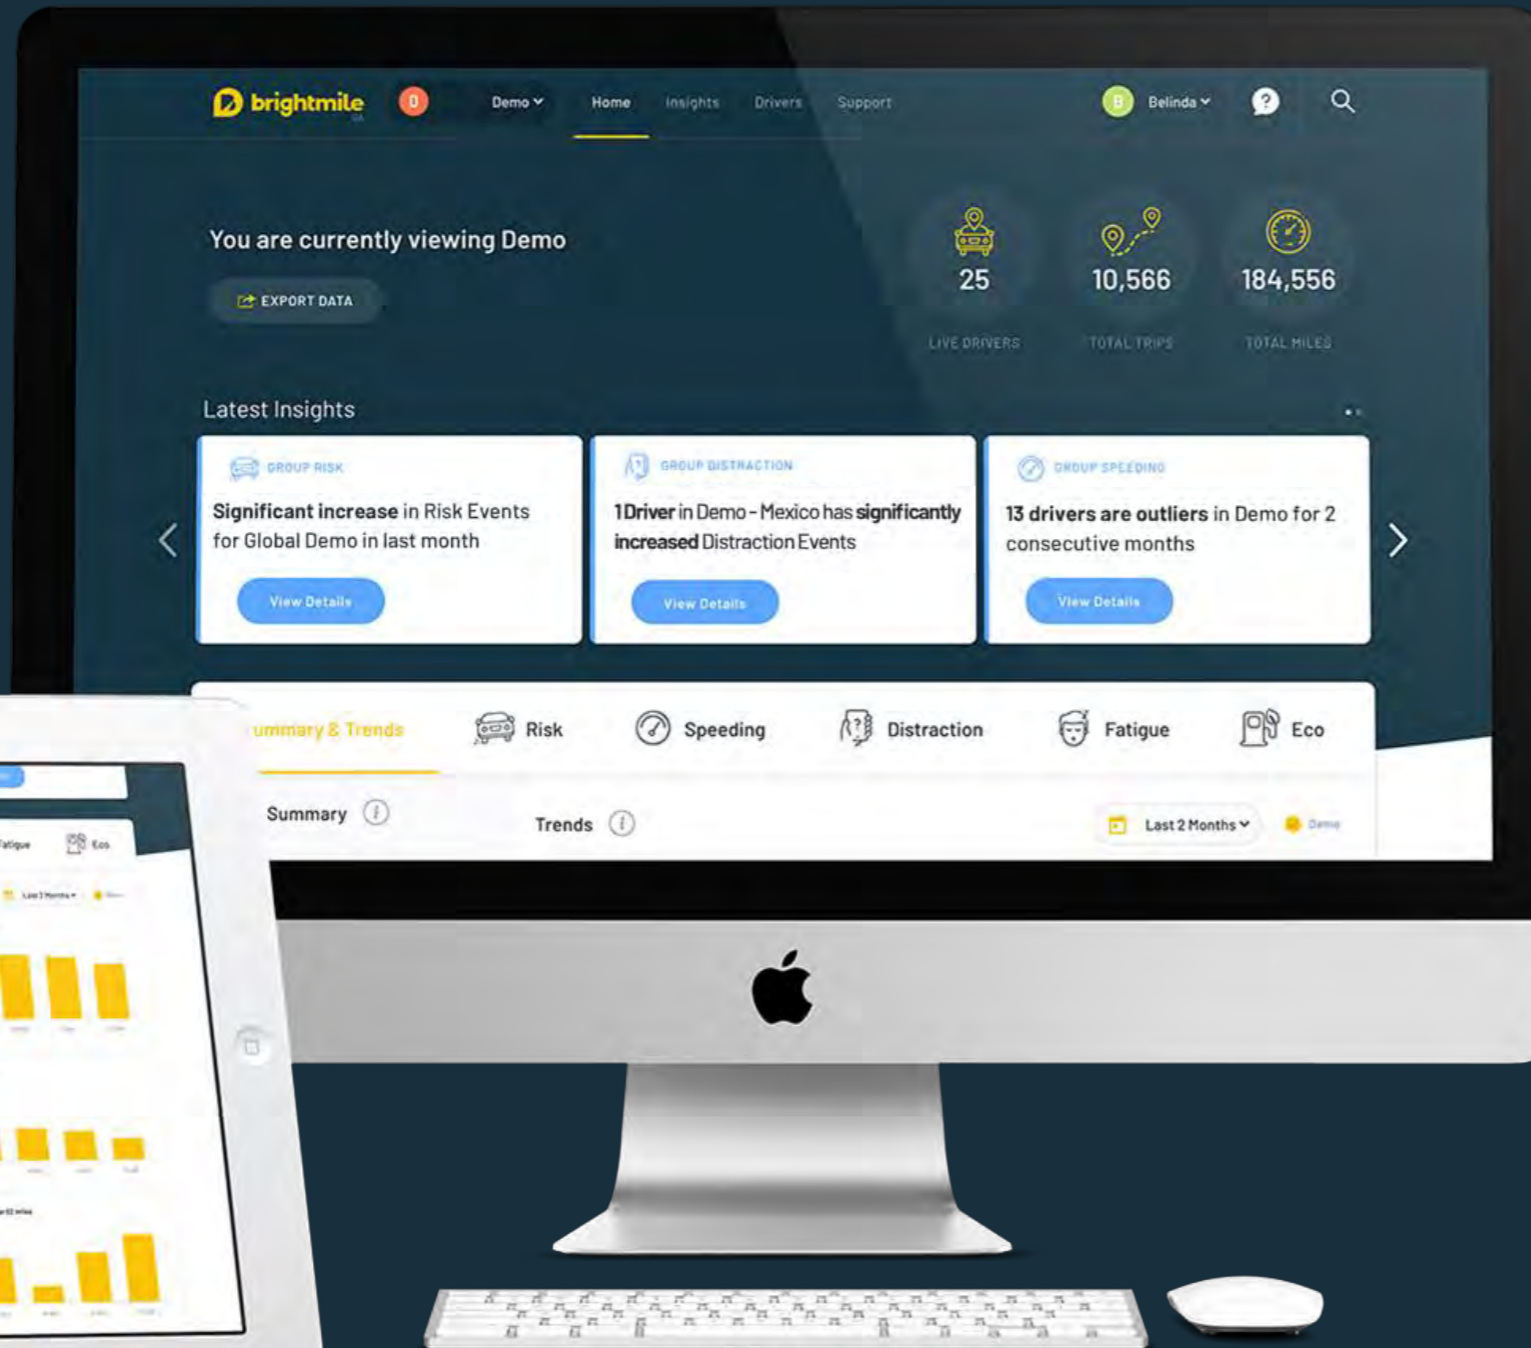 brightmile
D
Demo
Home
Insights
Drivers
Support
B
Belinda
?
You are currently viewing Demo
EXPORT DATA
25
LIVE DRIVERS
10,566
TOTAL TRIPS
184,556
TOTAL MILES
Latest Insights
GROUP RISK
Significant increase in Risk Events
for Global Demo in last month
View Details
GROUP DISTRACTION
1 Driver in Demo - Mexico has significantly
increased Distraction Events
View Details
GROUP SPEEDING
13 drivers are outliers in Demo for 2
consecutive months
View Details
ummary & Trends
Risk
Speeding
Distraction
Fatigue
Eco
Summary
Trends
Last 2 Months
Demo
atigue
Eco